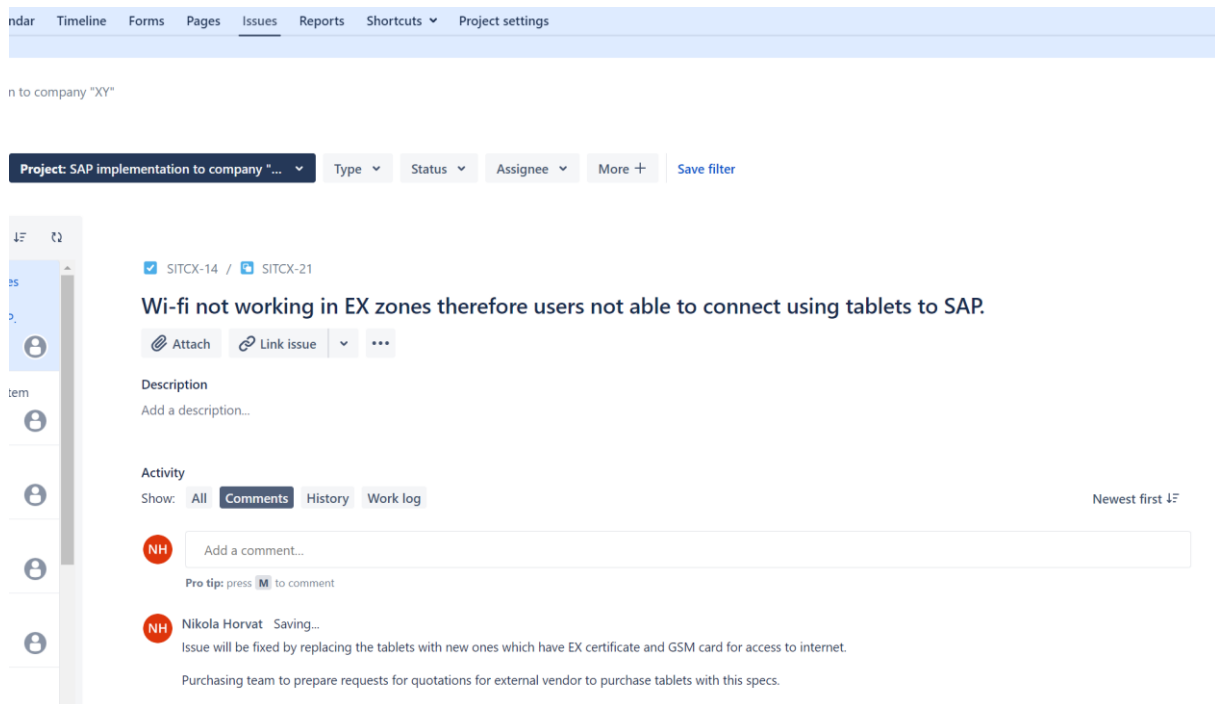 ndar Timeline Forms Pages Issues Reports Shortcuts Project settings
n to company "XY"
Project: SAP implementation to company "... Type Status Assignee More + Save filter
es
P.
tem
SITCX-14 / SITCX-21
Wi-fi not working in EX zones therefore users not able to connect using tablets to SAP.
Attach Link issue
Description
Add a description...
Activity
Show: All Comments History Work log Newest first
NH Add a comment...
Pro tip: press M to comment
NH Nikola Horvat Saving...
Issue will be fixed by replacing the tablets with new ones which have EX certificate and GSM card for access to internet.
Purchasing team to prepare requests for quotations for external vendor to purchase tablets with this specs.